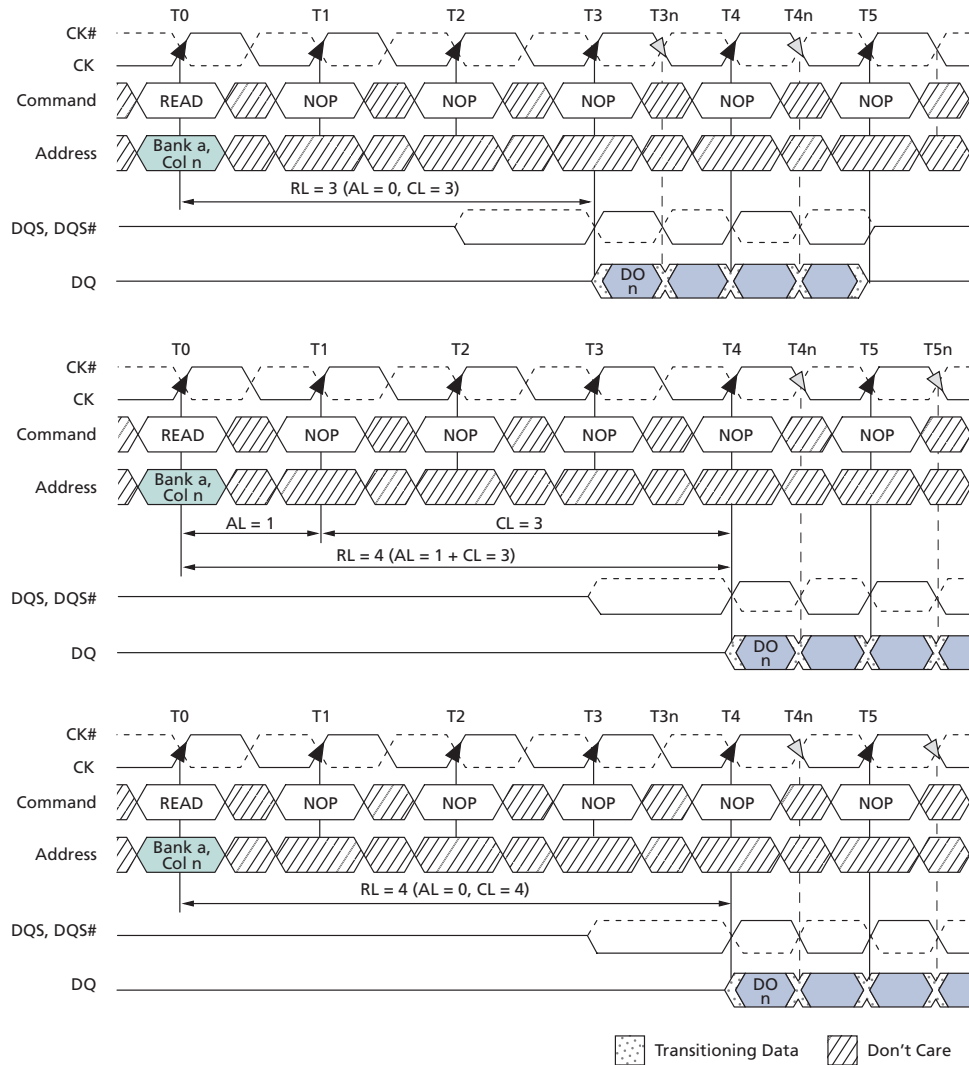 T0 T1 T2 T3 T3n T4 T4n T5
CK#
CK
Command READ NOP NOP NOP NOP NOP
Address Bank a,
Col n
RL = 3 (AL = 0, CL = 3)
DQS, DQS#
DQ DO
n
T0 T1 T2 T3 T4 T4n T5 T5n
CK#
CK
Command READ NOP NOP NOP NOP NOP
Address Bank a,
Col n
AL = 1 CL = 3
RL = 4 (AL = 1 + CL = 3)
DQS, DQS#
DQ DO
n
T0 T1 T2 T3 T3n T4 T4n T5
CK#
CK
Command READ NOP NOP NOP NOP NOP
Address Bank a,
Col n
RL = 4 (AL = 0, CL = 4)
DQS, DQS#
DQ DO
n
Transitioning Data Don't Care